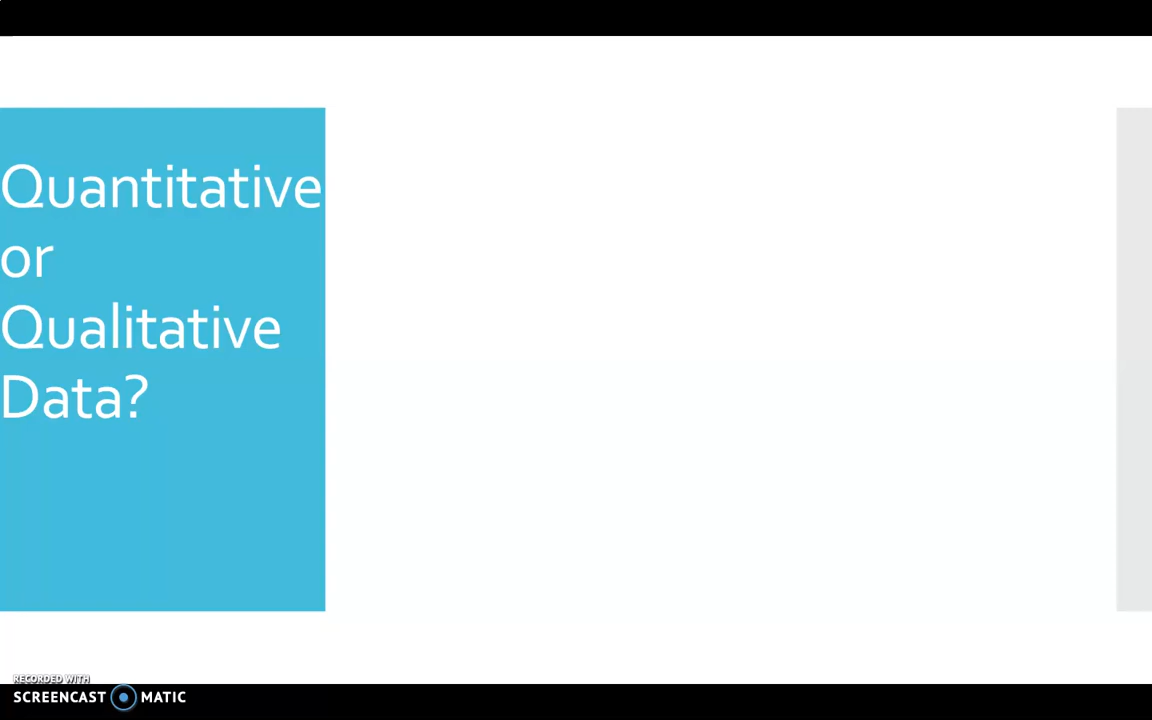 Quantitative
or
Qualitative
Data?
RECORDED WITH
SCREENCAST MATIC